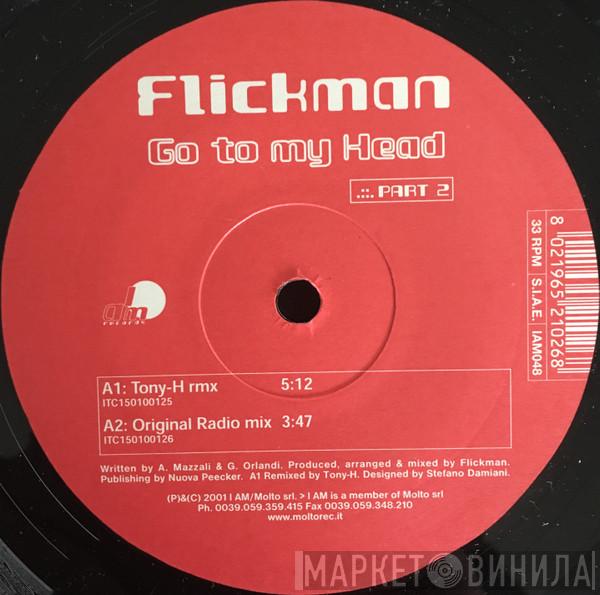 Flickman
Go to my Head
.::. PART 2
8 021965 210268
33 RPM S.I.A.E. IAM048
records
A1: Tony-H rmx 5:12
ITC150100125
A2: Original Radio mix 3:47
ITC150100126
Written by A. Mazzali & G. Orlandi. Produced, arranged & mixed by Flickman.
Publishing by Nuova Peecker. A1 Remixed by Tony-H. Designed by Stefano Damiani.
(P)&(C) 2001 I AM/Molto srl. > I AM is a member of Molto srl
Ph. 0039.059.359.415 Fax 0039.059.348.210
www.moltorec.it
МАРКЕТ ВИНИЛА